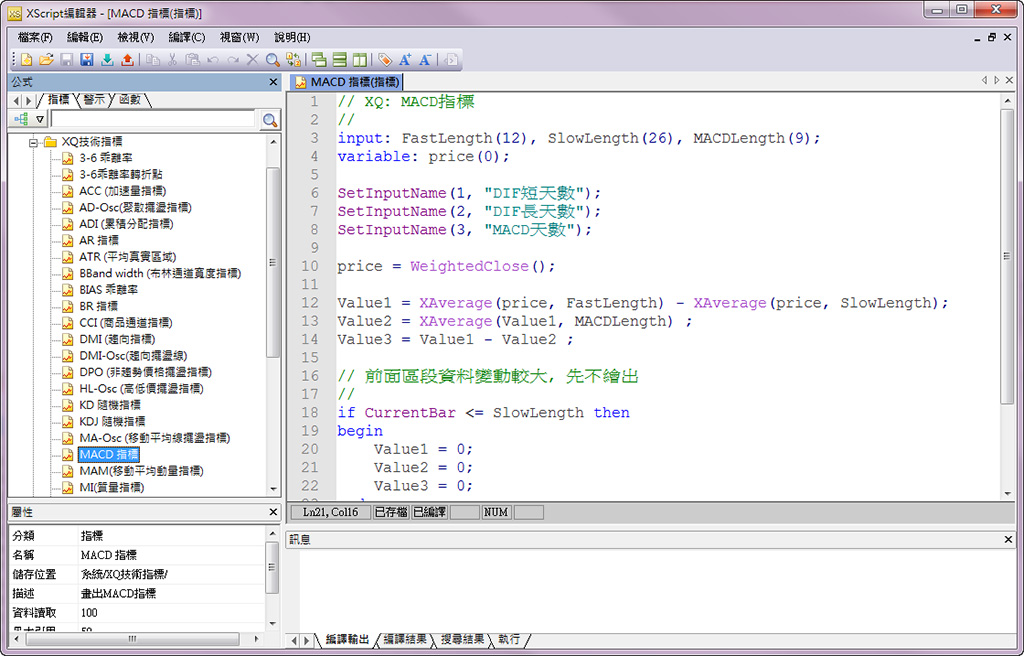 XScript編輯器 - [MACD 指標(指標)]
檔案(F) 編輯(E) 檢視(V) 編譯(C) 視窗(W) 說明(H)
公式
指標 警示 函數
XQ技術指標
3-6 乖離率
3-6乖離率轉折點
ACC (加速量指標)
AD-Osc(聚散擺盪指標)
ADI (累積分配指標)
AR 指標
ATR (平均真實區域)
BBand width (布林通道寬度指標)
BIAS 乖離率
BR 指標
CCI (商品通道指標)
DMI (趨向指標)
DMI-Osc(趨向擺盪線)
DPO (非趨勢價格擺盪指標)
HL-Osc (高低價擺盪指標)
KD 隨機指標
KDJ 隨機指標
MA-Osc (移動平均線擺盪指標)
MACD 指標
MAM(移動平均動量指標)
MI(質量指標)
屬性
分類 指標
名稱 MACD 指標
儲存位置 系統/XQ技術指標/
描述 畫出MACD指標
資料讀取 100
MACD 指標(指標)
1 // XQ: MACD指標
2 //
3 input: FastLength(12), SlowLength(26), MACDLength(9);
4 variable: price(0);
5
6 SetInputName(1, "DIF短天數");
7 SetInputName(2, "DIF長天數");
8 SetInputName(3, "MACD天數");
9
10 price = WeightedClose();
11
12 Value1 = XAverage(price, FastLength) - XAverage(price, SlowLength);
13 Value2 = XAverage(Value1, MACDLength) ;
14 Value3 = Value1 - Value2 ;
15
16 // 前面區段資料變動較大, 先不繪出
17 //
18 if CurrentBar <= SlowLength then
19 begin
20 Value1 = 0;
21 Value2 = 0;
22 Value3 = 0;
Ln21, Col16 已存檔 已編譯 NUM
訊息
編譯輸出 編譯結果 搜尋結果 執行